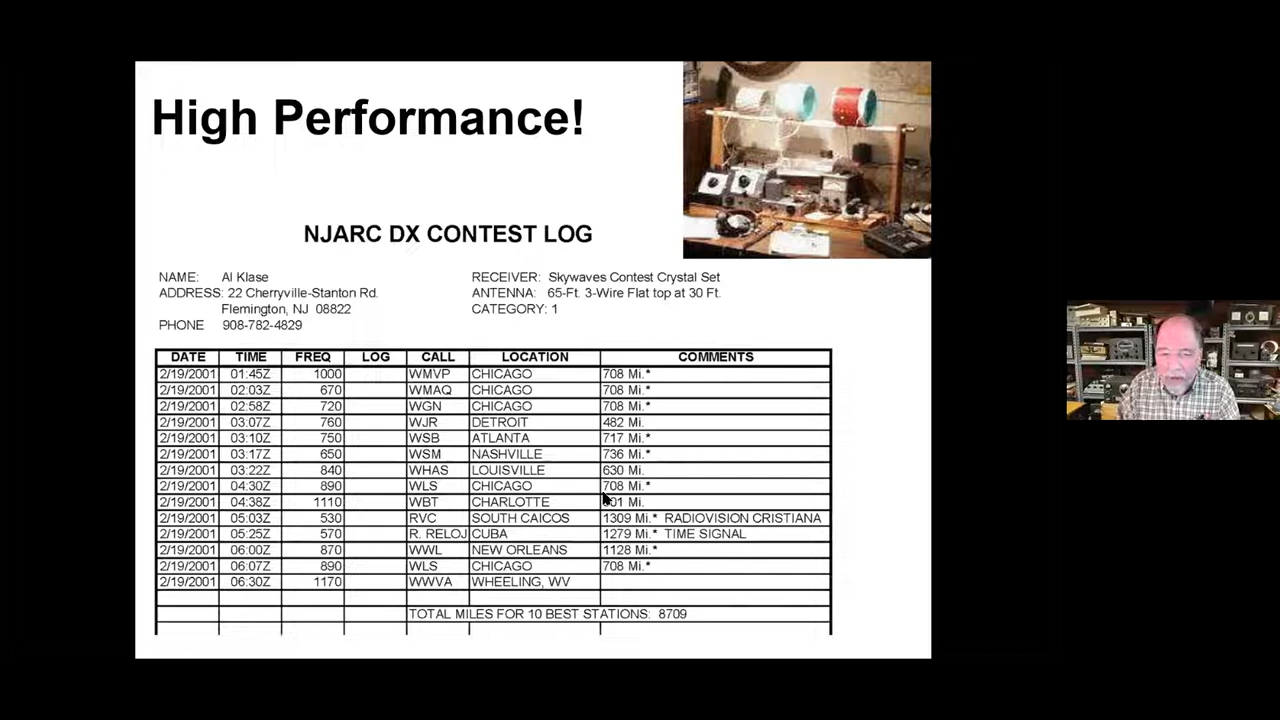 High Performance!
NJARC DX CONTEST LOG
NAME: Al Klase
ADDRESS: 22 Cherryville-Stanton Rd.
Flemington, NJ 08822
PHONE 908-782-4829
RECEIVER: Skywaves Contest Crystal Set
ANTENNA: 65-Ft. 3-Wire Flat top at 30 Ft.
CATEGORY: 1
DATE TIME FREQ LOG CALL LOCATION COMMENTS
2/19/2001 01:45Z 1000 WMVP CHICAGO 708 Mi.*
2/19/2001 02:03Z 670 WMAQ CHICAGO 708 Mi.*
2/19/2001 02:58Z 720 WGN CHICAGO 708 Mi.*
2/19/2001 03:07Z 760 WJR DETROIT 482 Mi.
2/19/2001 03:10Z 750 WSB ATLANTA 717 Mi.*
2/19/2001 03:17Z 650 WSM NASHVILLE 736 Mi.*
2/19/2001 03:22Z 840 WHAS LOUISVILLE 630 Mi.
2/19/2001 04:30Z 890 WLS CHICAGO 708 Mi.*
2/19/2001 04:38Z 1110 WBT CHARLOTTE Mi.
2/19/2001 05:03Z 530 RVC SOUTH CAICOS 1309 Mi.* RADIOVISION CRISTIANA
2/19/2001 05:25Z 570 R. RELOJ CUBA 1279 Mi.* TIME SIGNAL
2/19/2001 06:00Z 870 WWL NEW ORLEANS 1128 Mi.*
2/19/2001 06:07Z 890 WLS CHICAGO 708 Mi.*
2/19/2001 06:30Z 1170 WWVA WHEELING, WV
TOTAL MILES FOR 10 BEST STATIONS: 8709